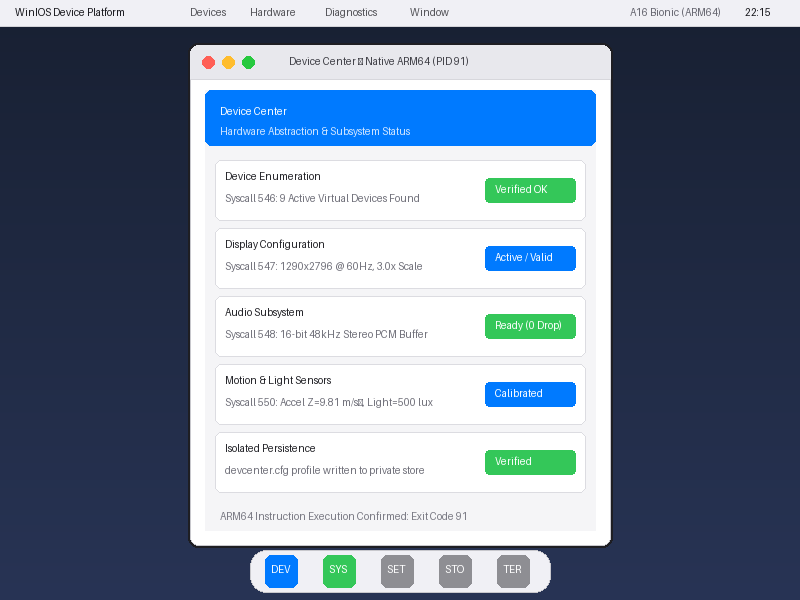 WinIOS Device Platform Devices Hardware Diagnostics Window A16 Bionic (ARM64) 22:15
Device Center Native ARM64 (PID 91)
Device Center
Hardware Abstraction & Subsystem Status
Device Enumeration
Syscall 546: 9 Active Virtual Devices Found
Verified OK
Display Configuration
Syscall 547: 1290x2796 @ 60Hz, 3.0x Scale
Active / Valid
Audio Subsystem
Syscall 548: 16-bit 48kHz Stereo PCM Buffer
Ready (0 Drop)
Motion & Light Sensors
Syscall 550: Accel Z=9.81 m/s, Light=500 lux
Calibrated
Isolated Persistence
devcenter.cfg profile written to private store
Verified
ARM64 Instruction Execution Confirmed: Exit Code 91
DEV SYS SET STO TER